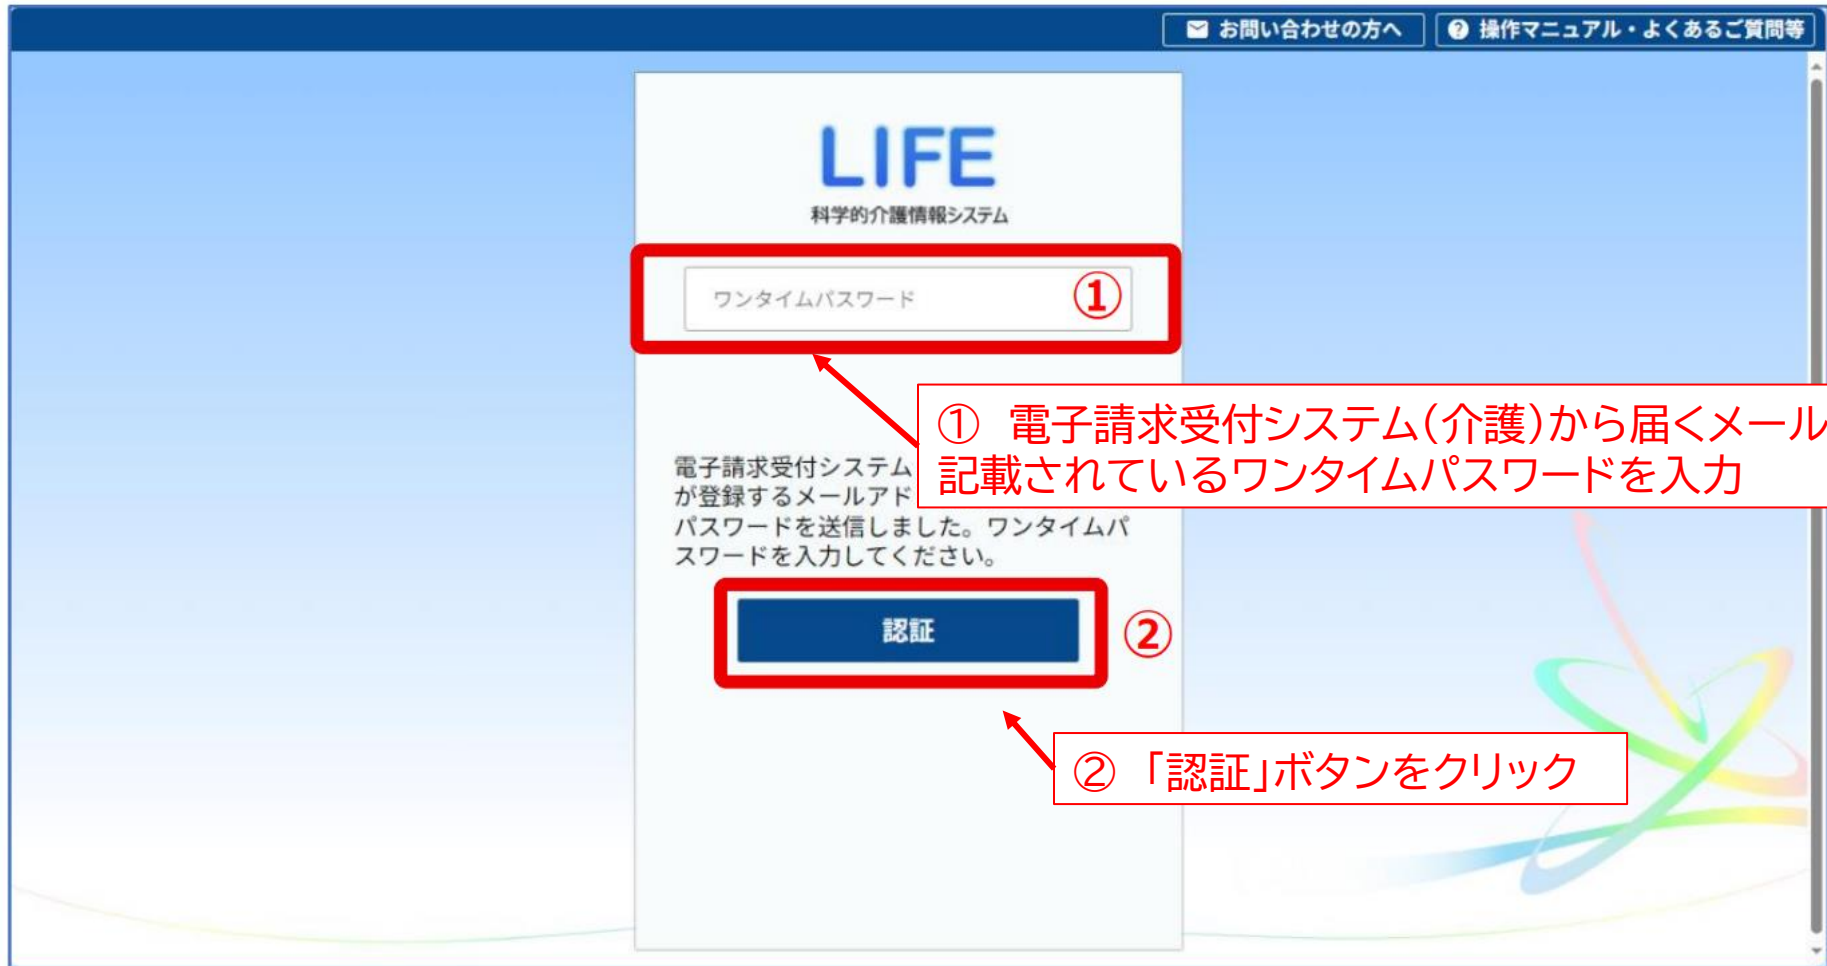 お問い合わせの方へ
操作マニュアル・よくあるご質問等
LIFE
科学的介護情報システム
ワンタイムパスワード
①
① 電子請求受付システム(介護)から届くメール
記載されているワンタイムパスワードを入力
電子請求受付システム
が登録するメールアド
パスワードを送信しました。ワンタイムパ
スワードを入力してください。
認証
②
② 「認証」ボタンをクリック